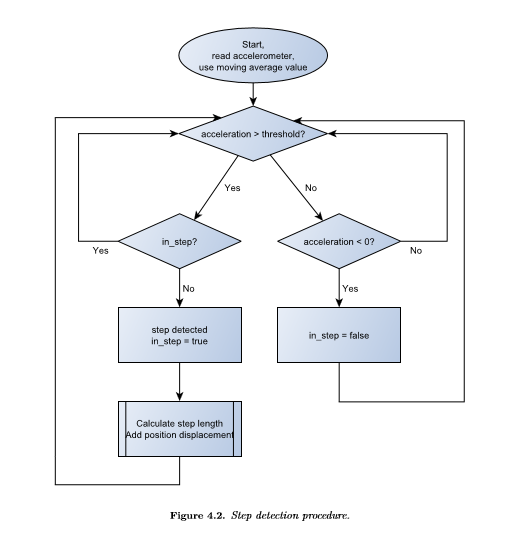 Start,
read accelerometer,
use moving average value
acceleration > threshold?
Yes
No
in_step?
acceleration < 0?
Yes
No
No
Yes
step detected
in_step = true
in_step = false
Calculate step length
Add position displacement
Figure 4.2. Step detection procedure.